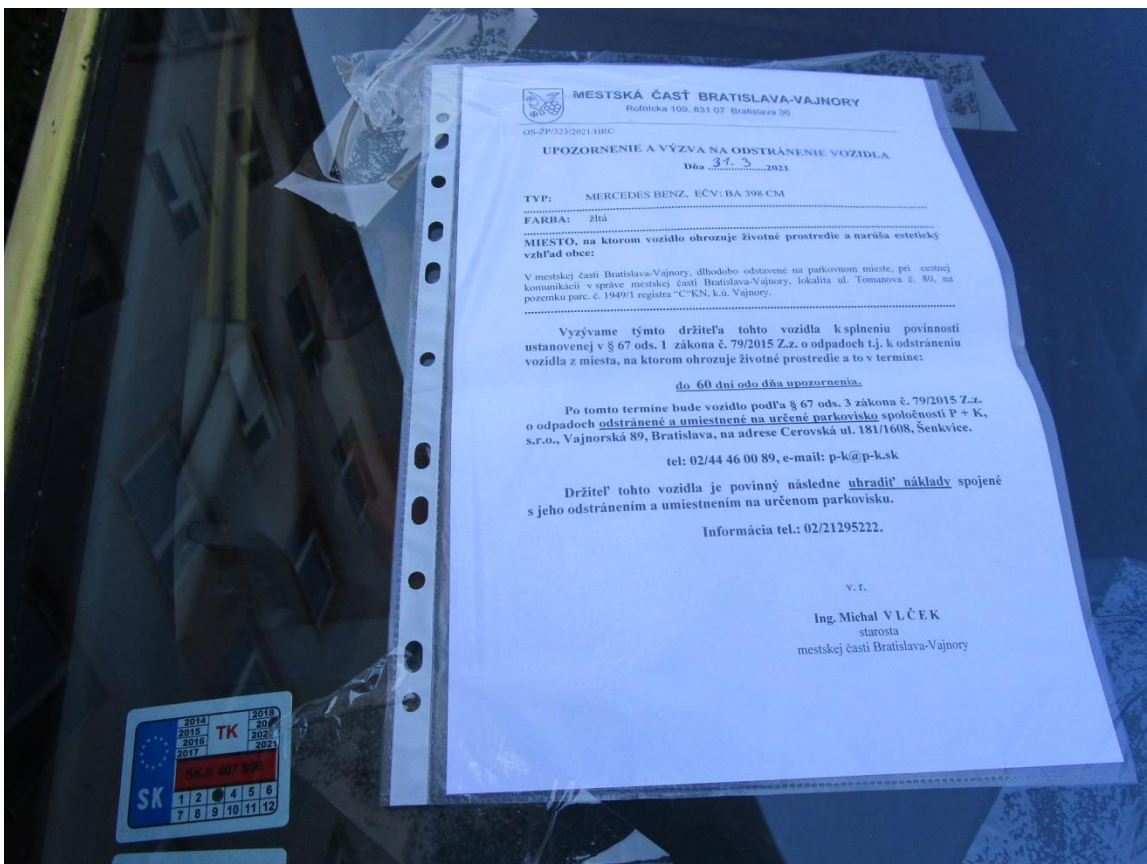 MESTSKÁ ČASŤ BRATISLAVA-VAJNORY
Roľnícka 109, 831 07 Bratislava 36
OS-ŽP/323/2021/HRC
UPOZORNENIE A VÝZVA NA ODSTRÁNENIE VOZIDLA
Dňa 31. 3 .2021
TYP: MERCEDES BENZ, EČV: BA 398 CM
FARBA: žltá
MIESTO, na ktorom vozidlo ohrozuje životné prostredie a narúša estetický
vzhľad obce:
V mestskej časti Bratislava-Vajnory, dlhodobo odstavené na parkovnom mieste, pri cestnej
komunikácii v správe mestskej časti Bratislava-Vajnory, lokalita ul. Tomanova č. 80, na
pozemku parc. č. 1949/1 registra "C"KN, k.ú. Vajnory.
Vyzývame týmto držiteľa tohto vozidla k splneniu povinnosti
ustanovenej v § 67 ods. 1 zákona č. 79/2015 Z.z. o odpadoch t.j. k odstráneniu
vozidla z miesta, na ktorom ohrozuje životné prostredie a to v termíne:
do 60 dní odo dňa upozornenia.
Po tomto termíne bude vozidlo podľa § 67 ods. 3 zákona č. 79/2015 Z.z.
o odpadoch odstránené a umiestnené na určené parkovisko spoločnosti P + K,
s.r.o., Vajnorská 89, Bratislava, na adrese Cerovská ul. 181/1608, Šenkvice.
tel: 02/44 46 00 89, e-mail: p-k@p-k.sk
Držiteľ tohto vozidla je povinný následne uhradiť náklady spojené
s jeho odstránením a umiestnením na určenom parkovisku.
Informácia tel.: 02/21295222.
v. r.
Ing. Michal VLČEK
starosta
mestskej časti Bratislava-Vajnory
2014 TK 2018
2015
2016
2017 2021
SK
1 2 4 5 6
7 8 9 10 11 12